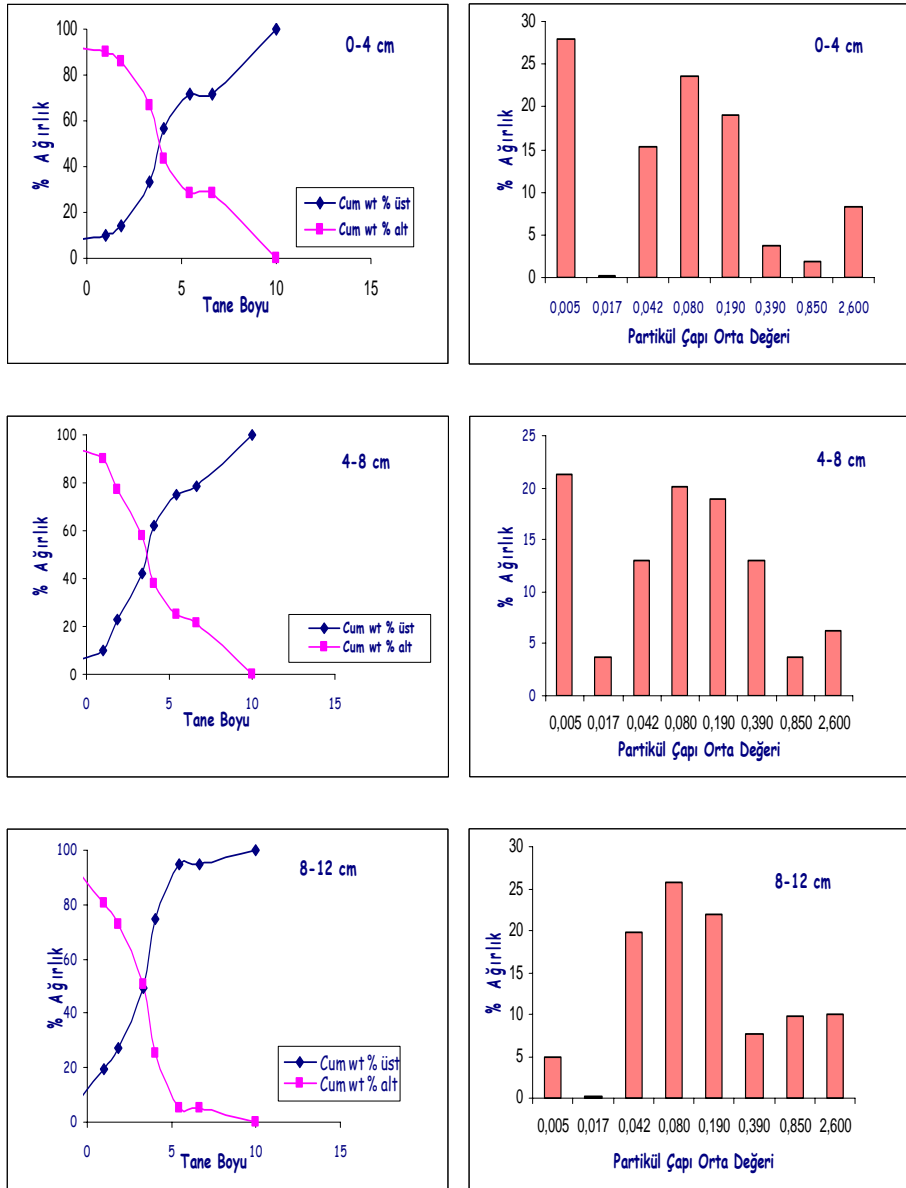 0-4 cm
% Ağırlık
100
80
60
40
20
0
Cum wt % üst
Cum wt % alt
0 5 10 15
Tane Boyu
0-4 cm
% Ağırlık
30
25
20
15
10
5
0
0,005 0,017 0,042 0,080 0,190 0,390 0,850 2,600
Partikül Çapı Orta Değeri
4-8 cm
% Ağırlık
100
80
60
40
20
0
Cum wt % üst
Cum wt % alt
0 5 10 15
Tane Boyu
4-8 cm
% Ağırlık
25
20
15
10
5
0
0,005 0,017 0,042 0,080 0,190 0,390 0,850 2,600
Partikül Çapı Orta Değeri
8-12 cm
% Ağırlık
100
80
60
40
20
0
Cum wt % üst
Cum wt % alt
0 5 10 15
Tane Boyu
8-12 cm
% Ağırlık
30
25
20
15
10
5
0
0,005 0,017 0,042 0,080 0,190 0,390 0,850 2,600
Partikül Çapı Orta Değeri